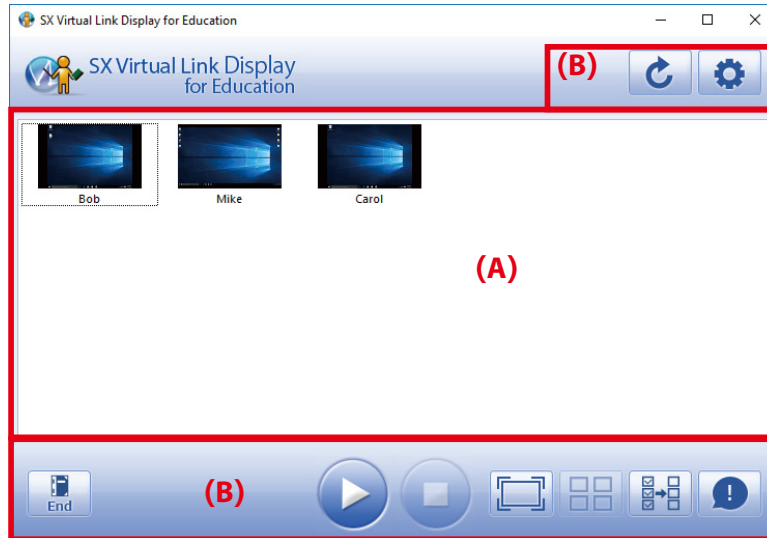 SX Virtual Link Display for Education
SX Virtual Link Display
for Education
(B)
Bob Mike Carol
(A)
End
(B)
!